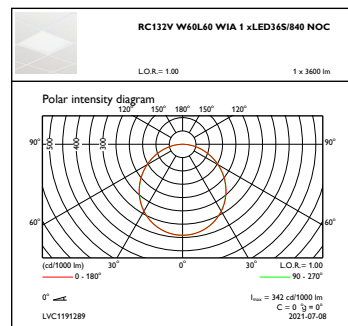 RC132V W60L60 WIA 1 xLED36S/840 NOC
L.O.R.= 1.00
1 x 3600 lm
Polar intensity diagram
120° 150° 180° 150° 120°
90° 500 400 300 90°
60° 60°
(cd/1000 lm) 30° 0° 30° L.O.R.= 1.00
0 - 180° 90 - 270°
0° Imax = 342 cd/1000 lm
C = 0 °g = 0°
LVC1191289 2021-07-08